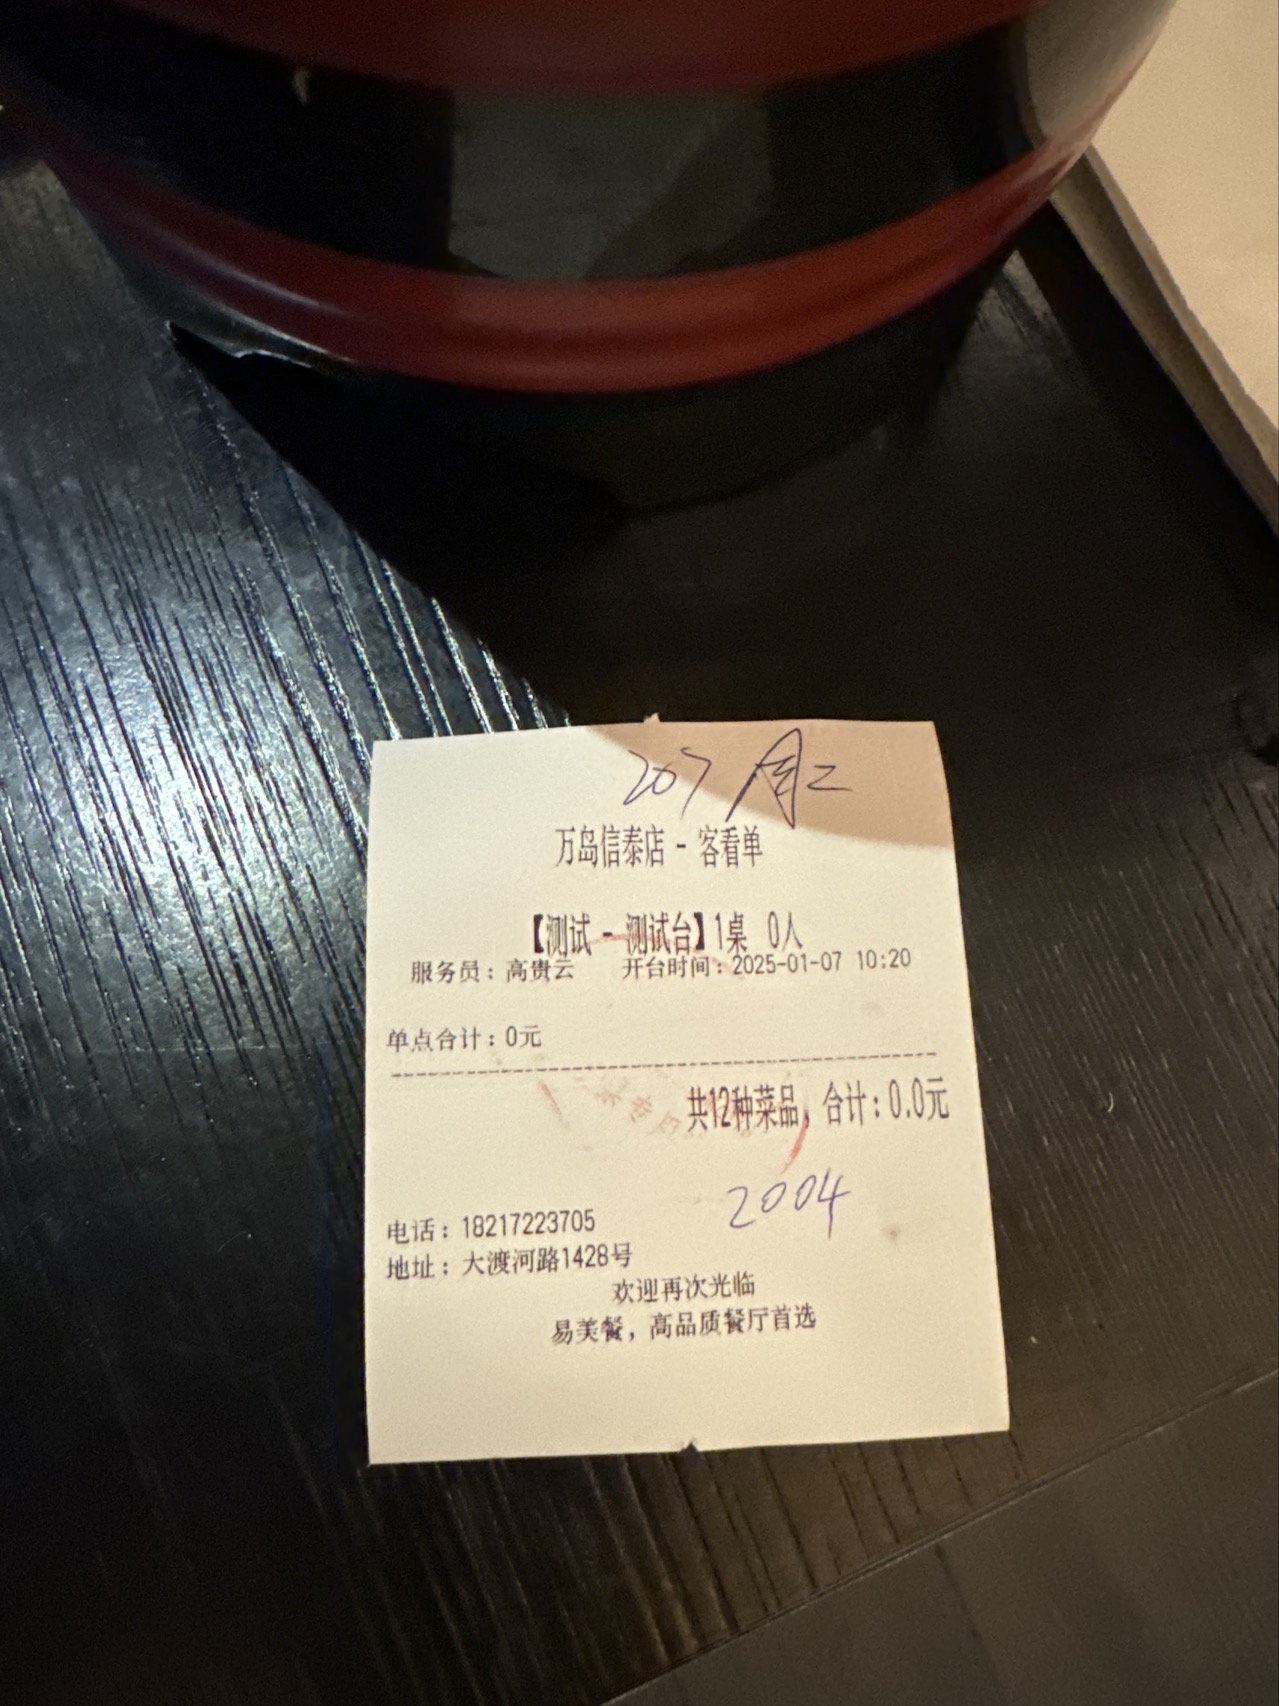 207 周二
万岛信泰店 - 客看单
【测试 - 测试台】1桌 0人
服务员：高贵云 开台时间：2025-01-07 10:20
单点合计：0元
共12种菜品，合计：0.0元
2004
电话：18217223705
地址：大渡河路1428号
欢迎再次光临
易美餐，高品质餐厅首选